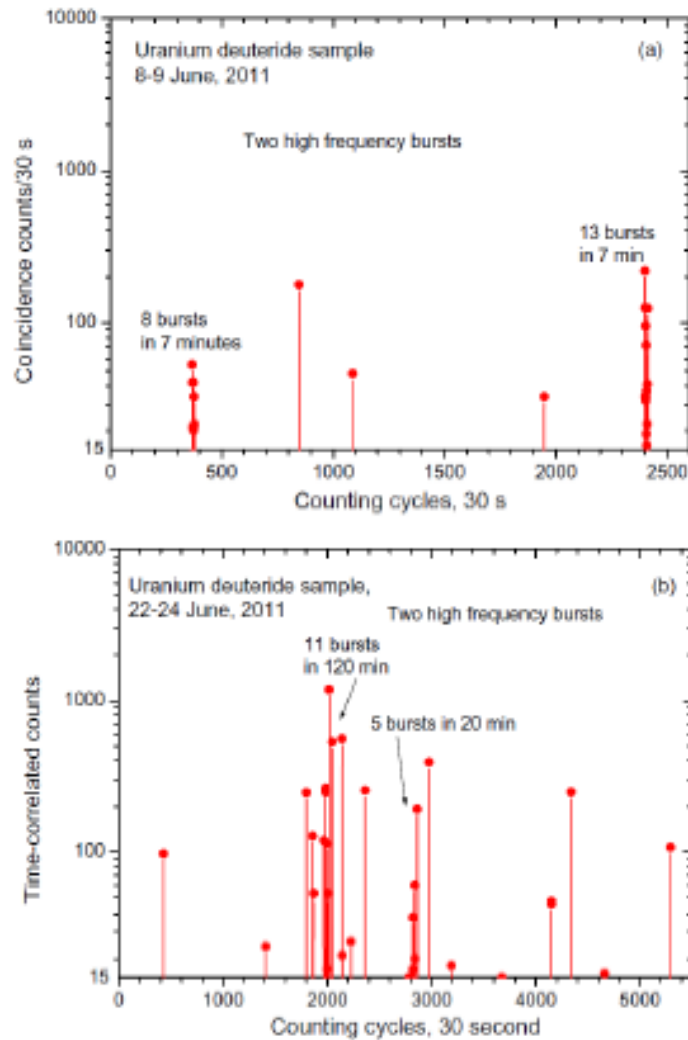 10000
Uranium deuteride sample
8-9 June, 2011
(a)
Two high frequency bursts
1000
13 bursts
in 7 min
100
8 bursts
in 7 minutes
15
0 500 1000 1500 2000 2500
Coincidence counts/30 s
Counting cycles, 30 s
10000
Uranium deuteride sample,
22-24 June, 2011
(b)
Two high frequency bursts
11 bursts
in 120 min
1000
5 bursts in 20 min
100
15
0 1000 2000 3000 4000 5000
Time-correlated counts
Counting cycles, 30 second